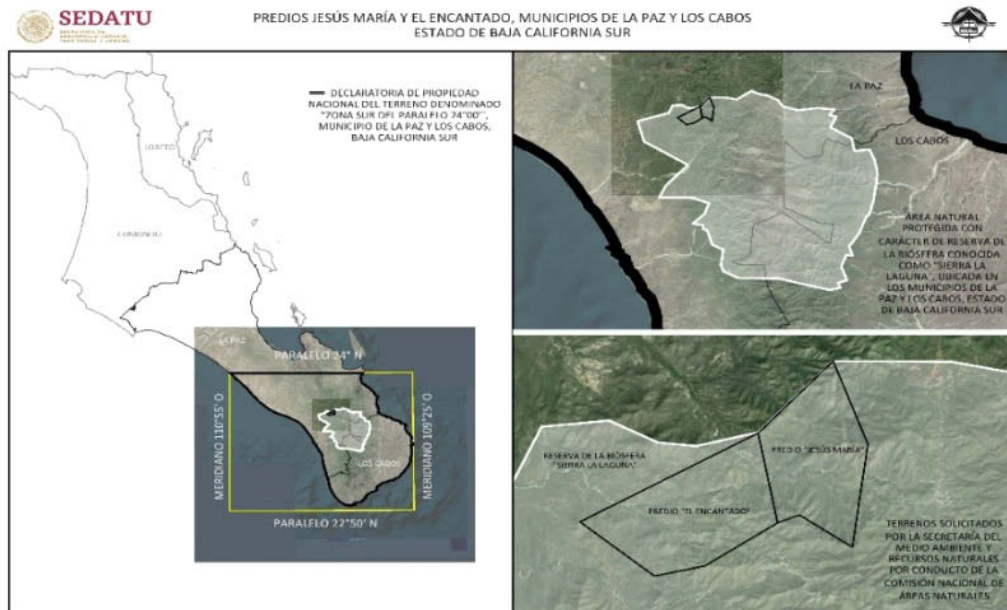 SEDATU
SECRETARÍA DE
DESARROLLO AGRARIO,
TERRITORIAL Y URBANO
PREDIOS JESÚS MARÍA Y EL ENCANTADO, MUNICIPIOS DE LA PAZ Y LOS CABOS
ESTADO DE BAJA CALIFORNIA SUR
DECLARATORIA DE PROPIEDAD
NACIONAL DEL TERRENO DENOMINADO
"ZONA SUR DEL PARALELO 24°00'',
MUNICIPIO DE LA PAZ Y LOS CABOS,
BAJA CALIFORNIA SUR
LORETO
COMONDÚ
LA PAZ
PARALELO 24° N
MERIDIANO 110°55' O
MERIDIANO 109°25' O
LOS CABOS
PARALELO 22°50' N
LA PAZ
LOS CABOS
ÁREA NATURAL
PROTEGIDA CON
CARÁCTER DE RESERVA DE
LA BIÓSFERA CONOCIDA
COMO "SIERRA LA
LAGUNA", UBICADA EN
LOS MUNICIPIOS DE LA
PAZ Y LOS CABOS, ESTADO
DE BAJA CALIFORNIA SUR
RESERVA DE LA BIÓSFERA
"SIERRA LA LAGUNA"
PREDIO "JESÚS MARÍA"
PREDIO "EL ENCANTADO"
TERRENOS SOLICITADOS
POR LA SECRETARÍA DEL
MEDIO AMBIENTE Y
RECURSOS NATURALES
POR CONDUCTO DE LA
COMISIÓN NACIONAL DE
ÁREAS NATURALES